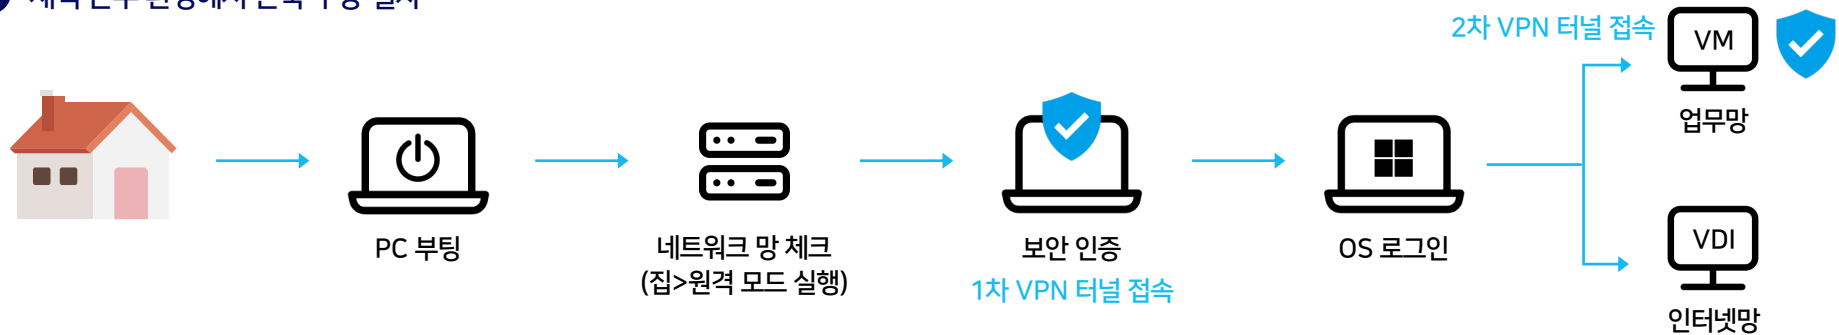 2차 VPN 터널 접속
VM
업무망
PC 부팅
네트워크 망 체크
(집>원격 모드 실행)
보안 인증
1차 VPN 터널 접속
OS 로그인
VDI
인터넷망